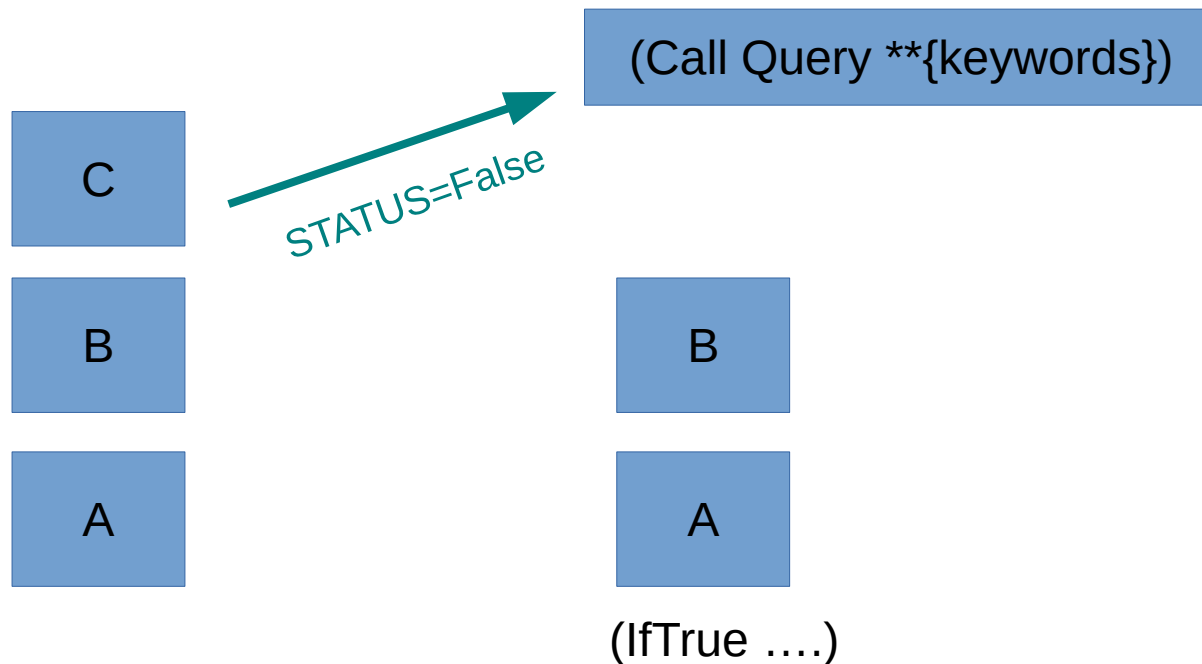 (Call Query **{keywords})
C
STATUS=False
B
B
A
A
(IfTrue ….)